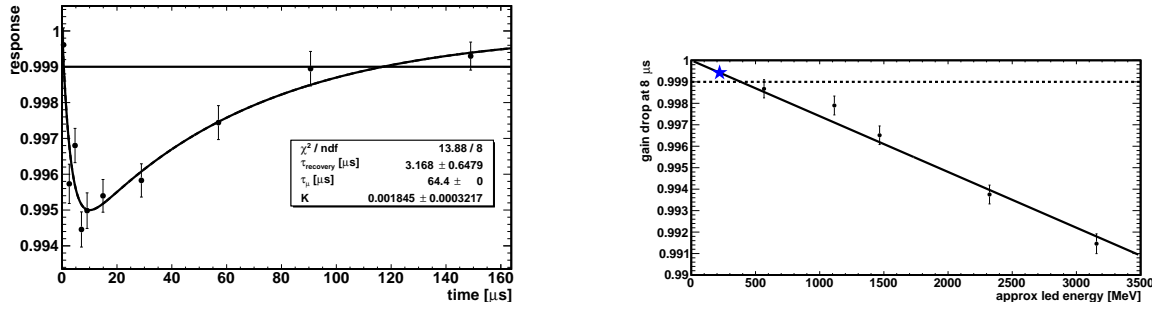 response
1
0.999
0.998
0.997
0.996
0.995
0.994
0 20 40 60 80 100 120 140 160
time [μs]
χ² / ndf 13.88 / 8
τrecovery [μs] 3.168 ± 0.6479
τμ [μs] 64.4 ± 0
K 0.001845 ± 0.0003217
gain drop at 8 μs
1
0.999
0.998
0.997
0.996
0.995
0.994
0.993
0.992
0.991
0.99
0 500 1000 1500 2000 2500 3000 3500
approx led energy [MeV]